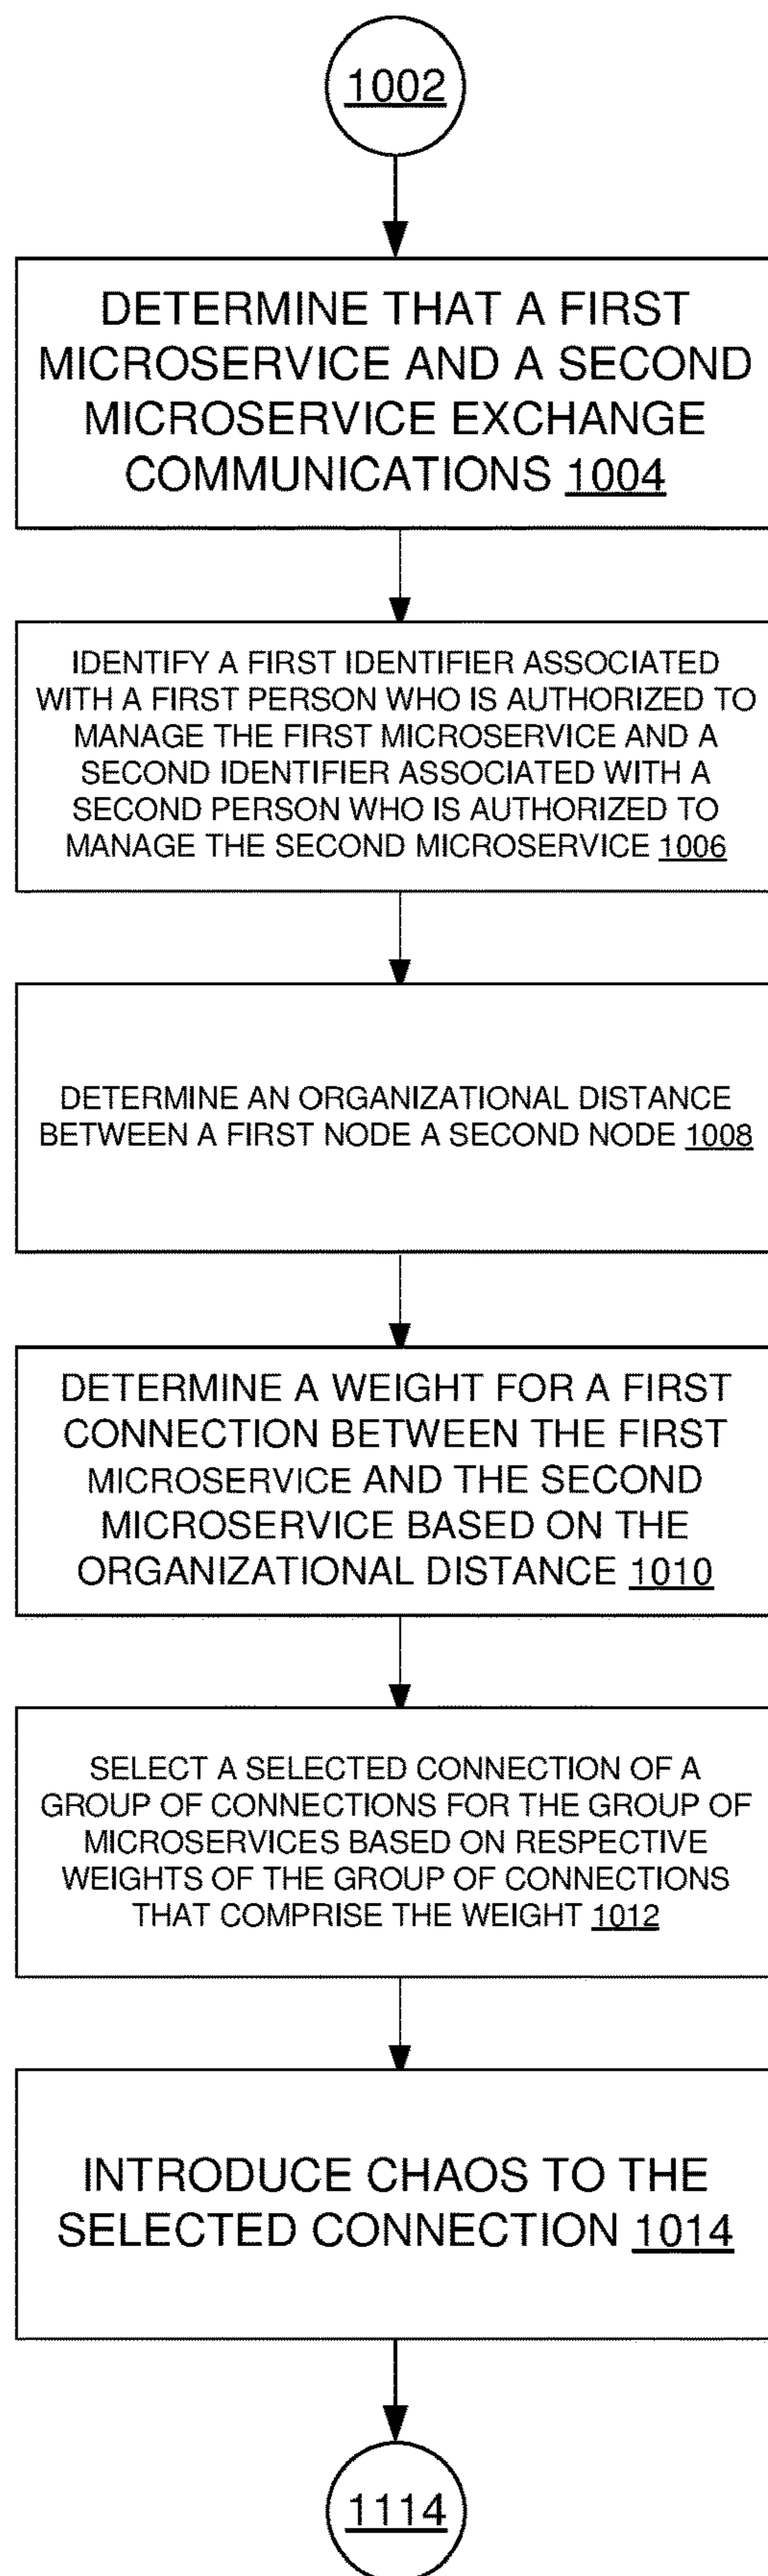 1002
DETERMINE THAT A FIRST
MICROSERVICE AND A SECOND
MICROSERVICE EXCHANGE
COMMUNICATIONS 1004
IDENTIFY A FIRST IDENTIFIER ASSOCIATED
WITH A FIRST PERSON WHO IS AUTHORIZED TO
MANAGE THE FIRST MICROSERVICE AND A
SECOND IDENTIFIER ASSOCIATED WITH A
SECOND PERSON WHO IS AUTHORIZED TO
MANAGE THE SECOND MICROSERVICE 1006
DETERMINE AN ORGANIZATIONAL DISTANCE
BETWEEN A FIRST NODE A SECOND NODE 1008
DETERMINE A WEIGHT FOR A FIRST
CONNECTION BETWEEN THE FIRST
MICROSERVICE AND THE SECOND
MICROSERVICE BASED ON THE
ORGANIZATIONAL DISTANCE 1010
SELECT A SELECTED CONNECTION OF A
GROUP OF CONNECTIONS FOR THE GROUP OF
MICROSERVICES BASED ON RESPECTIVE
WEIGHTS OF THE GROUP OF CONNECTIONS
THAT COMPRISE THE WEIGHT 1012
INTRODUCE CHAOS TO THE
SELECTED CONNECTION 1014
1114